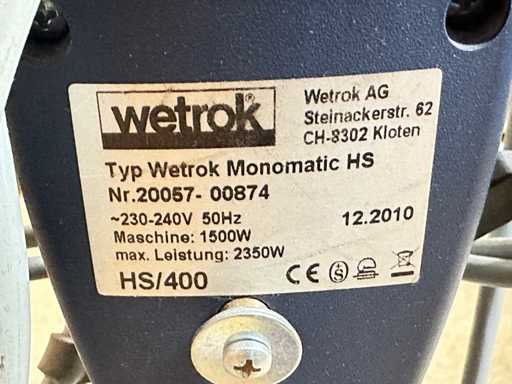 wetrok®
Wetrok AG
Steinackerstr. 62
CH-8302 Kloten
Typ Wetrok Monomatic HS
Nr.20057- 00874
~230-240V 50Hz
12.2010
Maschine: 1500W
max. Leistung: 2350W
HS/400
CE S